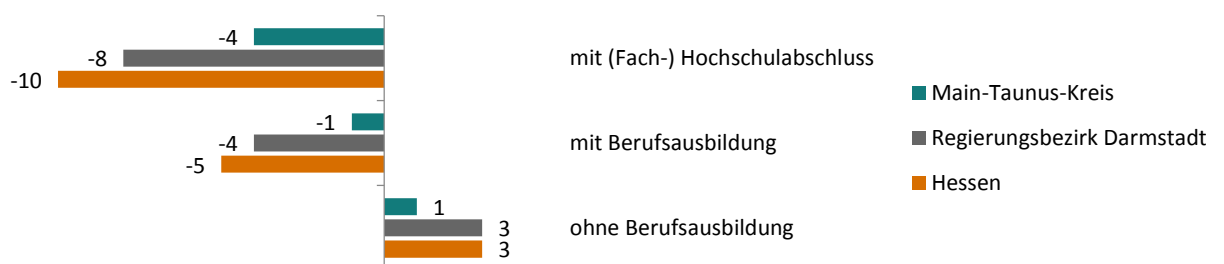 -4
-8
-10
mit (Fach-) Hochschulabschluss
-1
-4
-5
mit Berufsausbildung
1
3
3
ohne Berufsausbildung
Main-Taunus-Kreis
Regierungsbezirk Darmstadt
Hessen